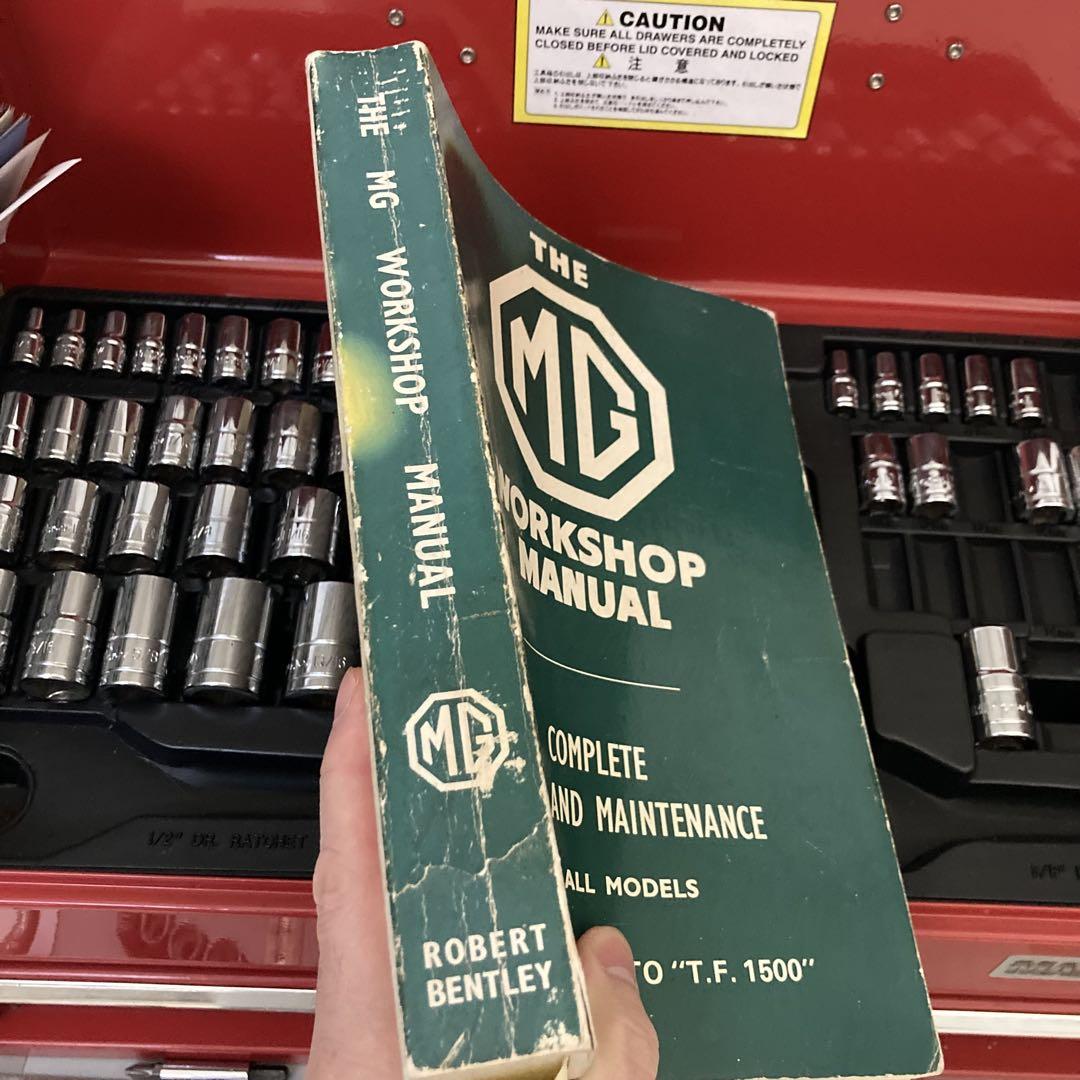 CAUTION
MAKE SURE ALL DRAWERS ARE COMPLETELY
CLOSED BEFORE LID COVERED AND LOCKED
注 意
THE MG WORKSHOP MANUAL
MG
ROBERT
BENTLEY
THE
MG
WORKSHOP
MANUAL
COMPLETE
AND MAINTENANCE
ALL MODELS
TO "T.F. 1500"
1/2" DR. RATCHET